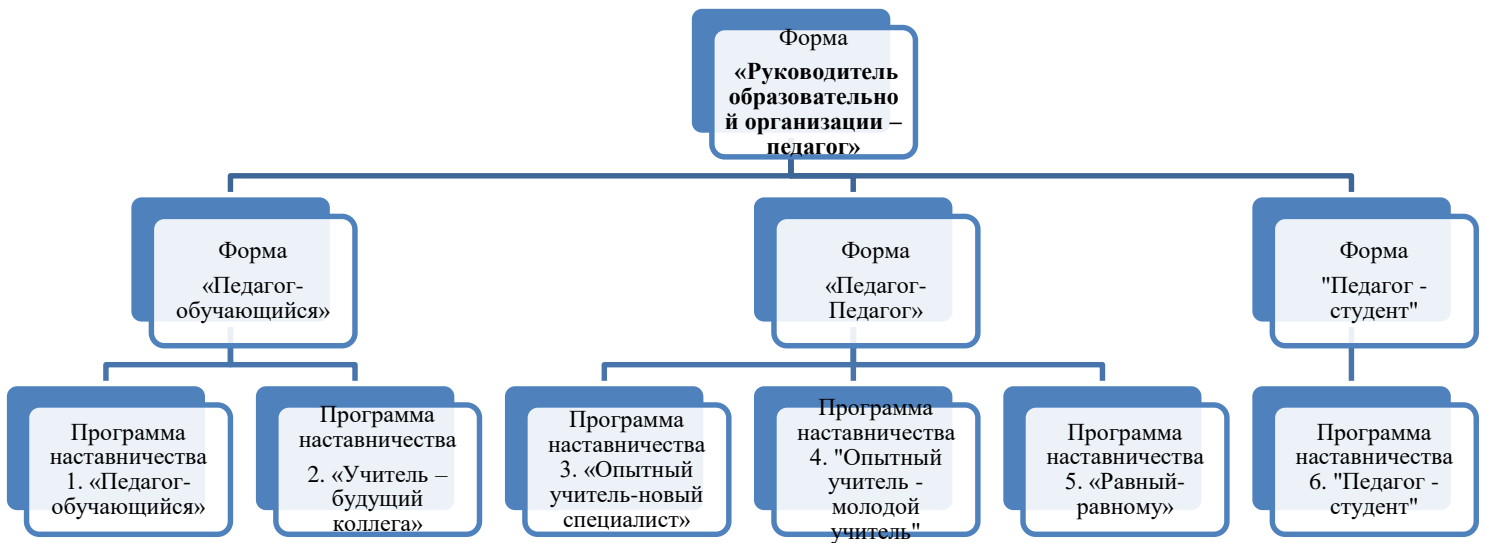 Форма
«Руководитель
образовательно
й организации –
педагог»
Форма
«Педагог-
обучающийся»
Форма
«Педагог-
Педагог»
Форма
"Педагог -
студент"
Программа
наставничества
1. «Педагог-
обучающийся»
Программа
наставничества
2. «Учитель –
будущий
коллега»
Программа
наставничества
3. «Опытный
учитель-новый
специалист»
Программа
наставничества
4. "Опытный
учитель -
молодой
учитель"
Программа
наставничества
5. «Равный-
равному»
Программа
наставничества
6. "Педагог -
студент"